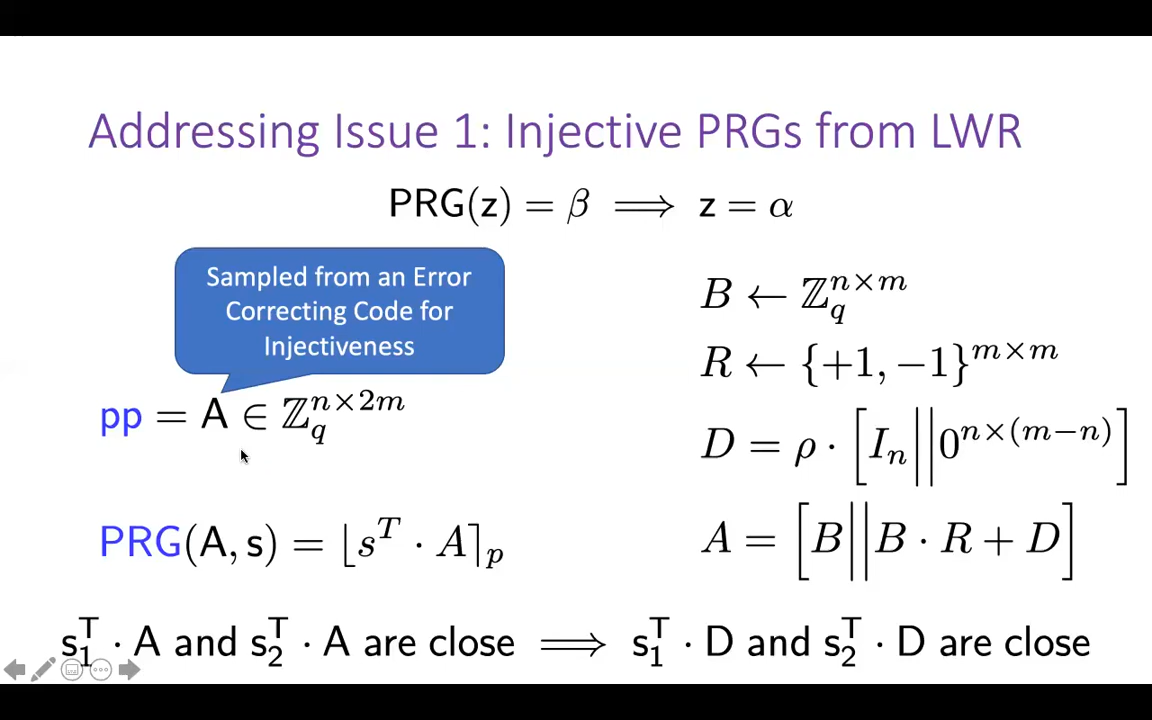 Addressing Issue 1: Injective PRGs from LWR
PRG(z) = β ⟹ z = α
Sampled from an Error
Correcting Code for
Injectiveness
pp = A ∈ ℤ_q^{n×2m}
PRG(A, s) = ⌊s^T · A⌉_p
B ← ℤ_q^{n×m}
R ← {+1, −1}^{m×m}
D = ρ · [I_n||0^{n×(m−n)}]
A = [B||B · R + D]
s_1^T · A and s_2^T · A are close ⟹ s_1^T · D and s_2^T · D are close